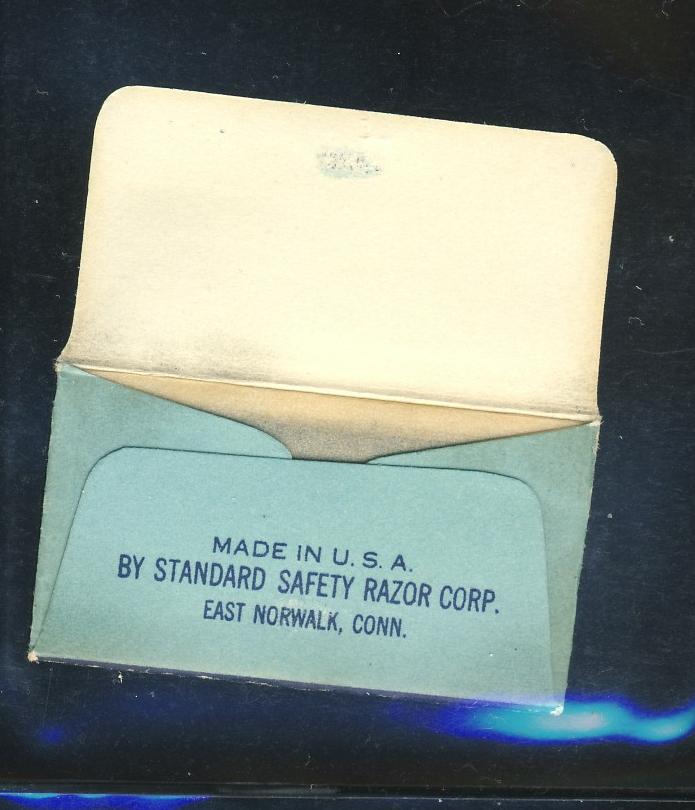 MADE IN U.S.A.
BY STANDARD SAFETY RAZOR CORP.
EAST NORWALK, CONN.